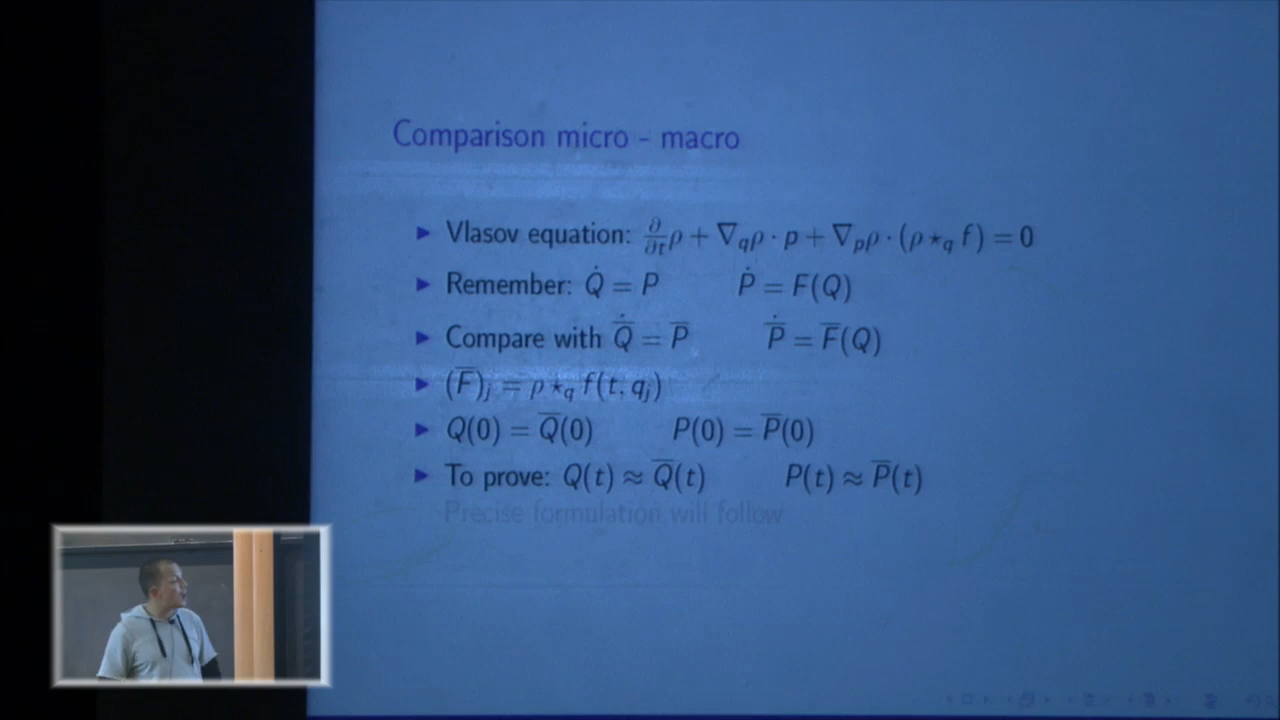 Comparison micro - macro
▶ Vlasov equation: ∂/∂t ρ + ∇_q ρ · p + ∇_p ρ · (ρ ⋆_q f) = 0
▶ Remember: Q̇ = P Ṗ = F(Q)
▶ Compare with Q̅̇ = P̅ P̅̇ = F̅(Q)
▶ (F̅)_j = ρ ⋆_q f(t, q_j)
▶ Q(0) = Q̅(0) P(0) = P̅(0)
▶ To prove: Q(t) ≈ Q̅(t) P(t) ≈ P̅(t)
Precise formulation will follow